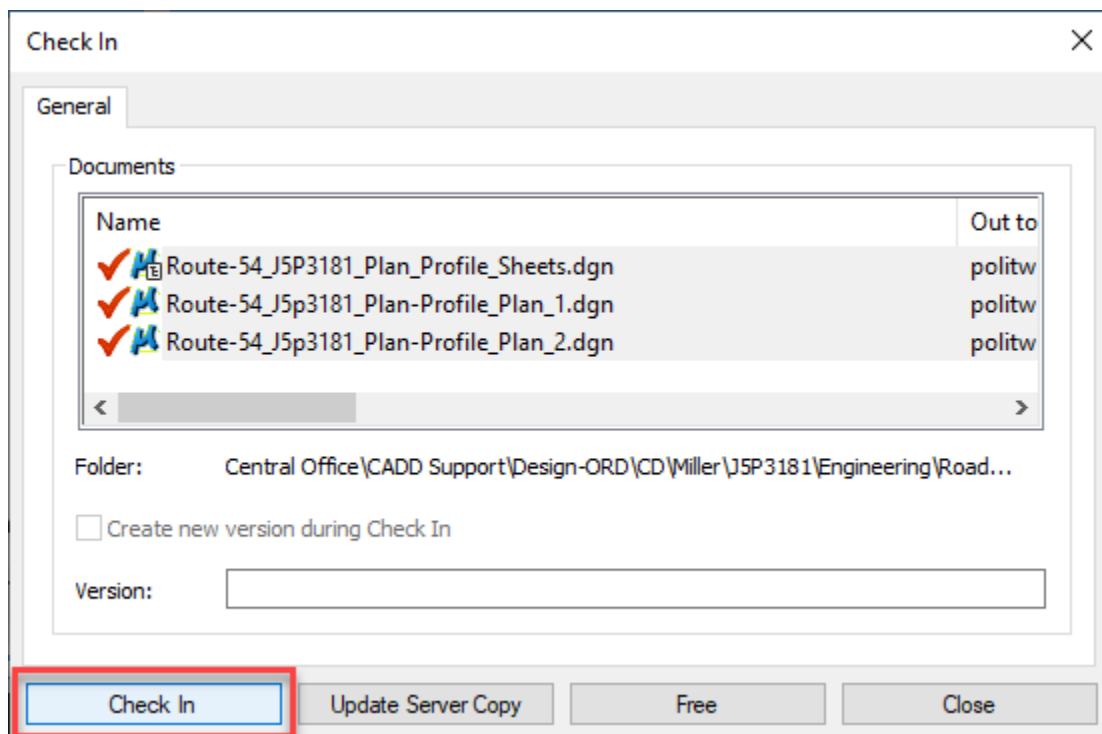 Check In
General
Documents
Name Out to
Route-54_J5P3181_Plan_Profile_Sheets.dgn politw
Route-54_J5p3181_Plan-Profile_Plan_1.dgn politw
Route-54_J5p3181_Plan-Profile_Plan_2.dgn politw
Folder: Central Office\CADD Support\Design-ORD\CD\Miller\J5P3181\Engineering\Road...
Create new version during Check In
Version:
Check In Update Server Copy Free Close